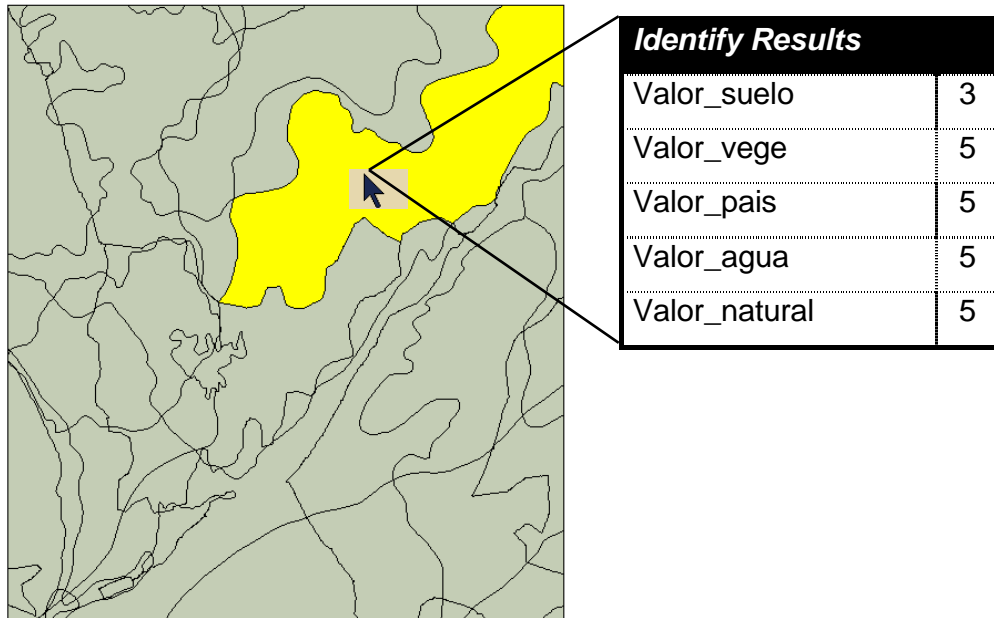 Identify Results
Valor_suelo 3
Valor_vege 5
Valor_pais 5
Valor_agua 5
Valor_natural 5